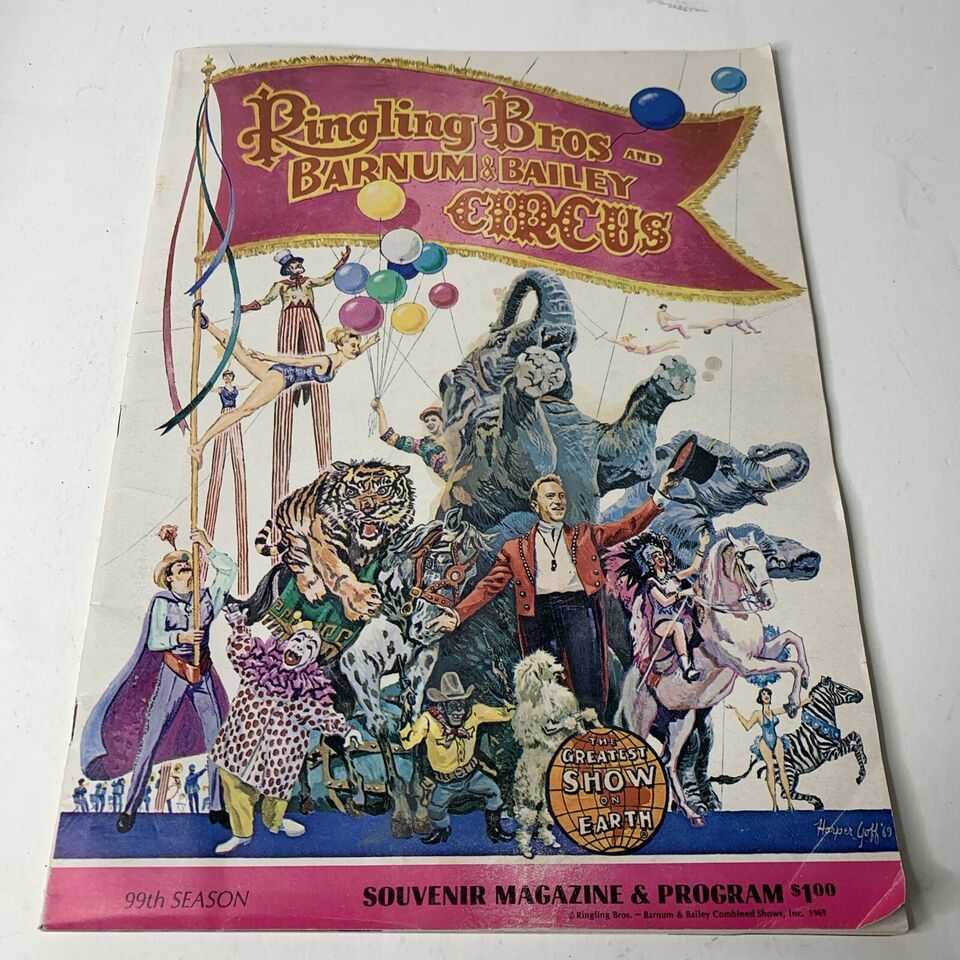 Ringling Bros AND
BARNUM & BAILEY
CIRCUS
THE
GREATEST
SHOW
ON
EARTH
Harper Goff '69
99th SEASON
SOUVENIR MAGAZINE & PROGRAM $1.00
© Ringling Bros. — Barnum & Bailey Combined Shows, Inc. 1969